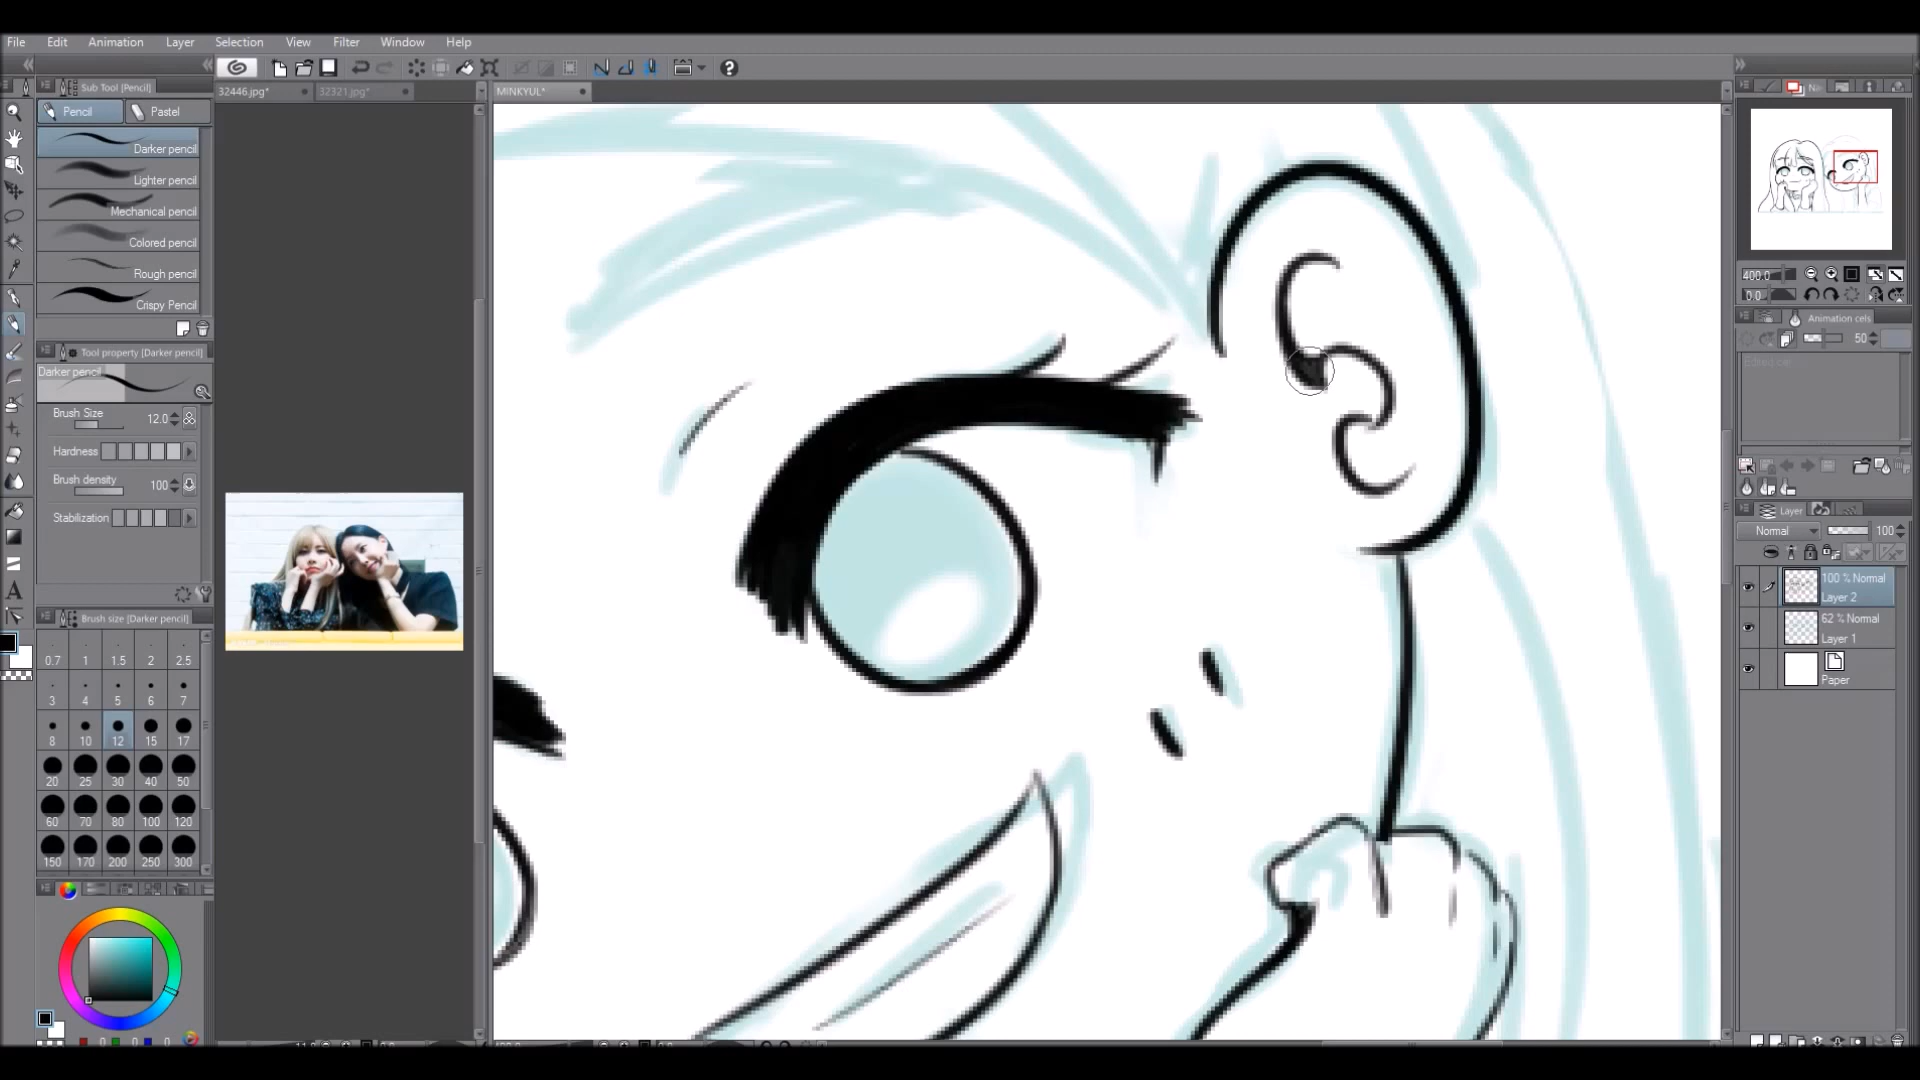 File Edit Animation Layer Selection View Filter Window Help
Sub Tool [Pencil]
32446.jpg*
32321.jpg*
MINKYUL*
Pencil
Pastel
Darker pencil
Lighter pencil
Mechanical pencil
Colored pencil
Rough pencil
Crispy Pencil
Tool property [Darker pencil]
Darker pencil
Brush Size 12.0
Hardness
Brush density 100
Stabilization
Brush size [Darker pencil]
0.7 1 1.5 2 2.5
3 4 5 6 7
8 10 12 15 17
20 25 30 40 50
60 70 80 100 120
150 170 200 250 300
400.0
0.0
Animation cels
50
Layer
Normal 100
100 % Normal
Layer 2
62 % Normal
Layer 1
Paper